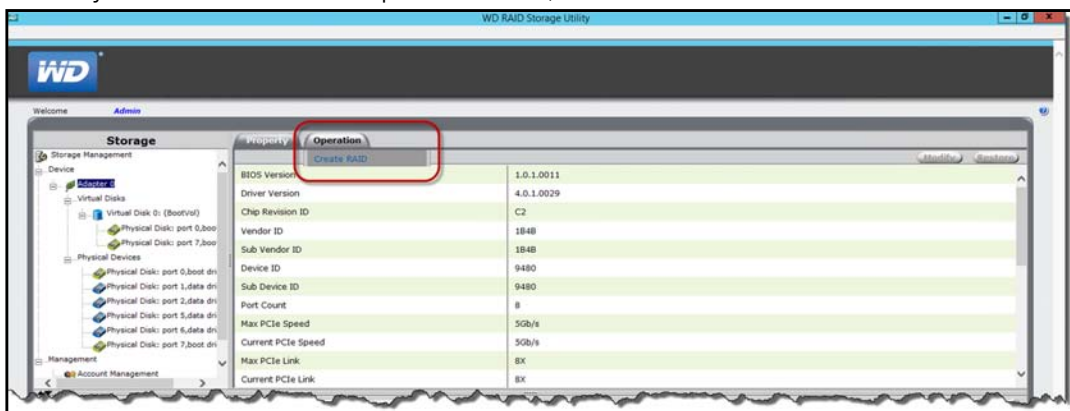 WD RAID Storage Utility
WD
Welcome Admin
Storage
Property Operation
Create RAID
Modify Restore
Storage Management
Device
Adapter 0
Virtual Disks
Virtual Disk 0: (BootVol)
Physical Disk: port 0,boo
Physical Disk: port 7,boo
Physical Devices
Physical Disk: port 0,boot dri
Physical Disk: port 1,data dri
Physical Disk: port 2,data dri
Physical Disk: port 5,data dri
Physical Disk: port 6,data dri
Physical Disk: port 7,boot dri
Management
Account Management
BIOS Version 1.0.1.0011
Driver Version 4.0.1.0029
Chip Revision ID C2
Vendor ID 1B4B
Sub Vendor ID 1B4B
Device ID 9480
Sub Device ID 9480
Port Count 8
Max PCIe Speed 5Gb/s
Current PCIe Speed 5Gb/s
Max PCIe Link 8X
Current PCIe Link 8X